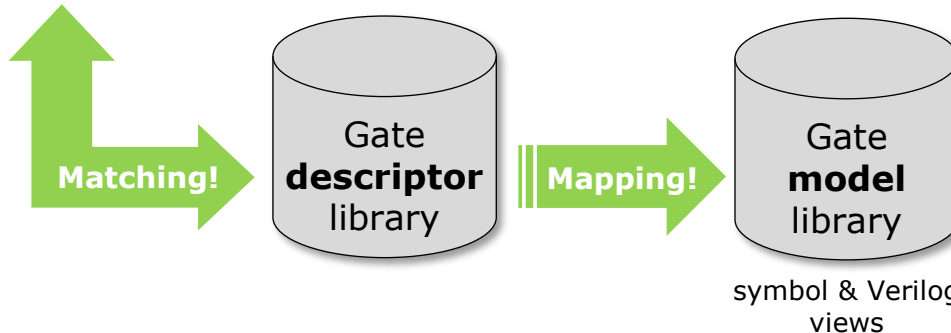 Matching!
Gate
descriptor
library
Mapping!
Gate
model
library
symbol & Verilog
views